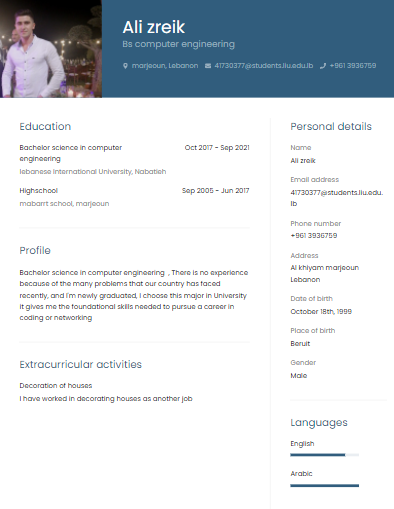 Ali zreik
Bs computer engineering
marjeoun, Lebanon 41730377@students.liu.edu.lb +961 3936759
Education
Bachelor science in computer engineering Oct 2017 - Sep 2021
lebanese International University, Nabatieh
Highschool Sep 2005 - Jun 2017
mabarrt school, marjeoun
Profile
Bachelor science in computer engineering , There is no experience
because of the many problems that our country has faced
recently, and I'm newly graduated, I choose this major in University
it gives me the foundational skills needed to pursue a career in
coding or networking
Extracurricular activities
Decoration of houses
I have worked in decorating houses as another job
Personal details
Name
Ali zreik
Email address
41730377@students.liu.edu.
lb
Phone number
+961 3936759
Address
Al khiyam marjeoun
Lebanon
Date of birth
October 18th, 1999
Place of birth
Beruit
Gender
Male
Languages
English
Arabic